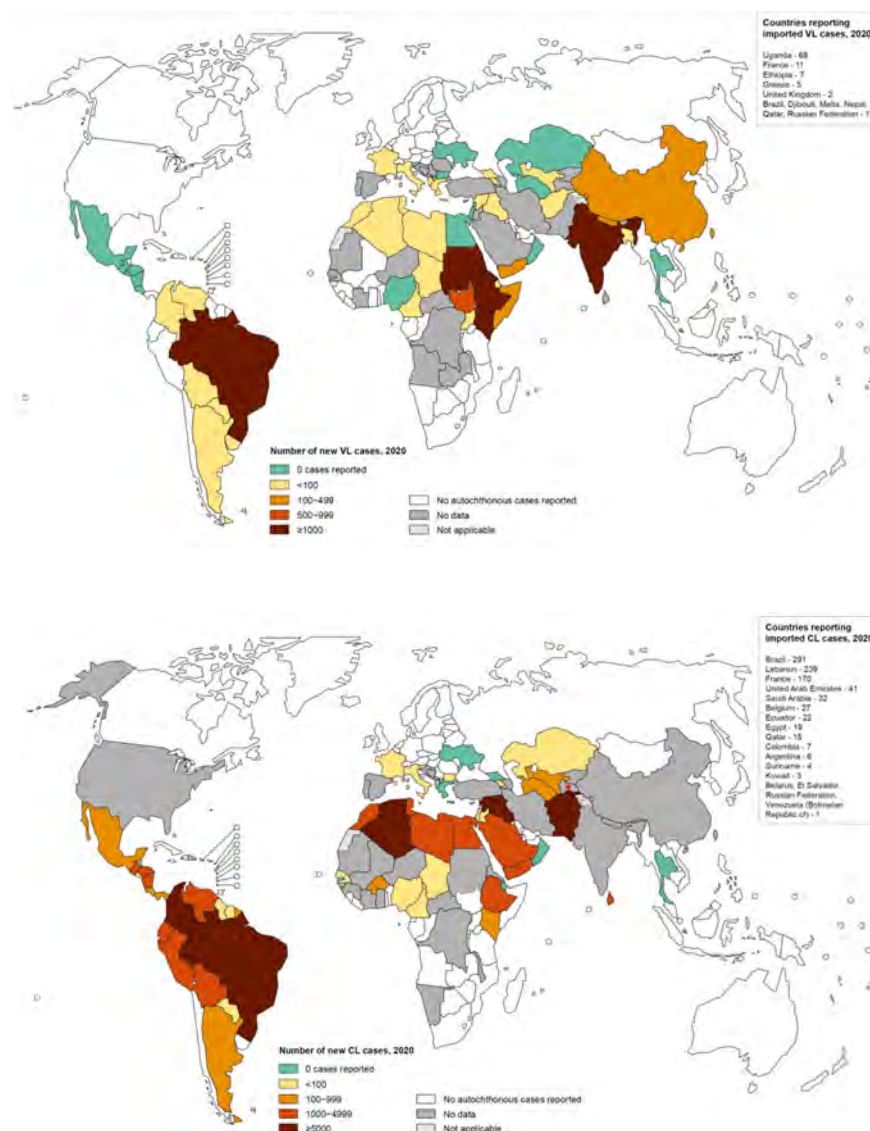 Countries reporting
imported VL cases, 2020
Uganda - 68
France - 11
Ethiopia - 7
Greece - 5
United Kingdom - 2
Brazil, Djibouti, Malta, Nepal,
Qatar, Russian Federation - 1
Number of new VL cases, 2020
0 cases reported
<100
100-499
500-999
≥1000
No autochthonous cases reported
No data
Not applicable
Countries reporting
imported CL cases, 2020
Brazil - 291
Lebanon - 239
France - 170
United Arab Emirates - 41
Saudi Arabia - 32
Belgium - 27
Ecuador - 22
Egypt - 19
Qatar - 15
Colombia - 7
Argentina - 6
Suriname - 4
Kuwait - 3
Belarus, El Salvador,
Russian Federation,
Venezuela (Bolivarian
Republic of) - 1
Number of new CL cases, 2020
0 cases reported
<100
100-999
1000-4999
≥5000
No autochthonous cases reported
No data
Not applicable